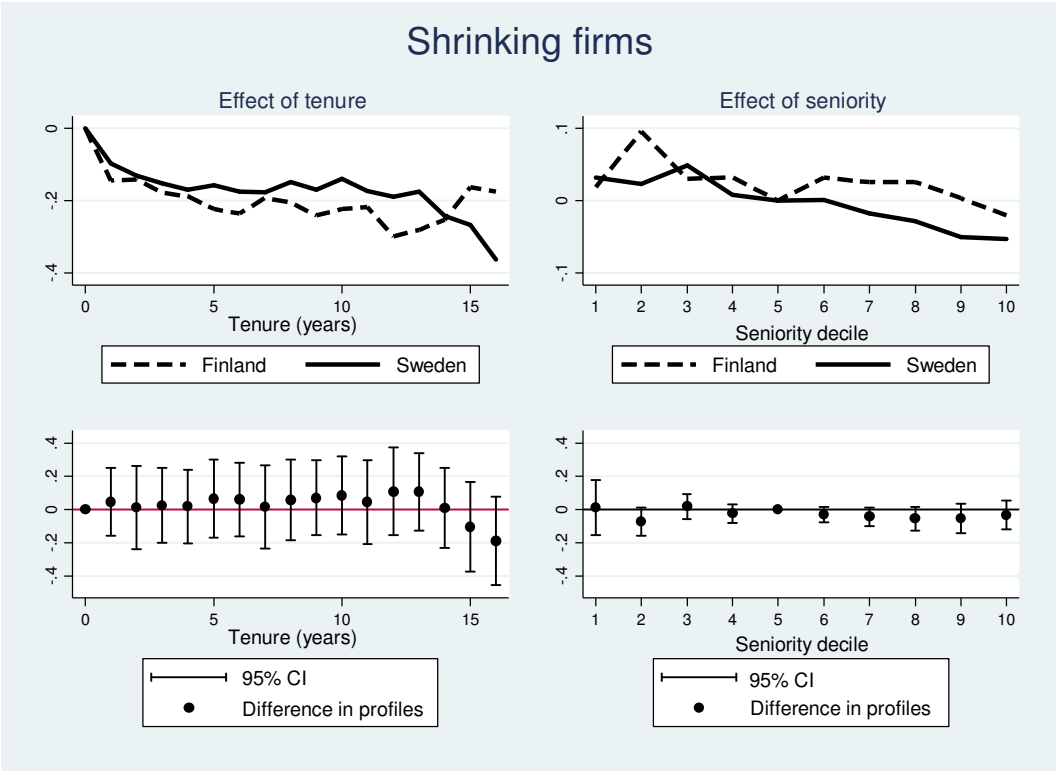 Shrinking firms
Effect of tenure
0
-.2
-.4
0 5 10 15
Tenure (years)
Finland Sweden
Effect of seniority
.1
0
-.1
1 2 3 4 5 6 7 8 9 10
Seniority decile
Finland Sweden
.4
.2
0
-.2
-.4
0 5 10 15
Tenure (years)
95% CI
Difference in profiles
.4
.2
0
-.2
-.4
1 2 3 4 5 6 7 8 9 10
Seniority decile
95% CI
Difference in profiles